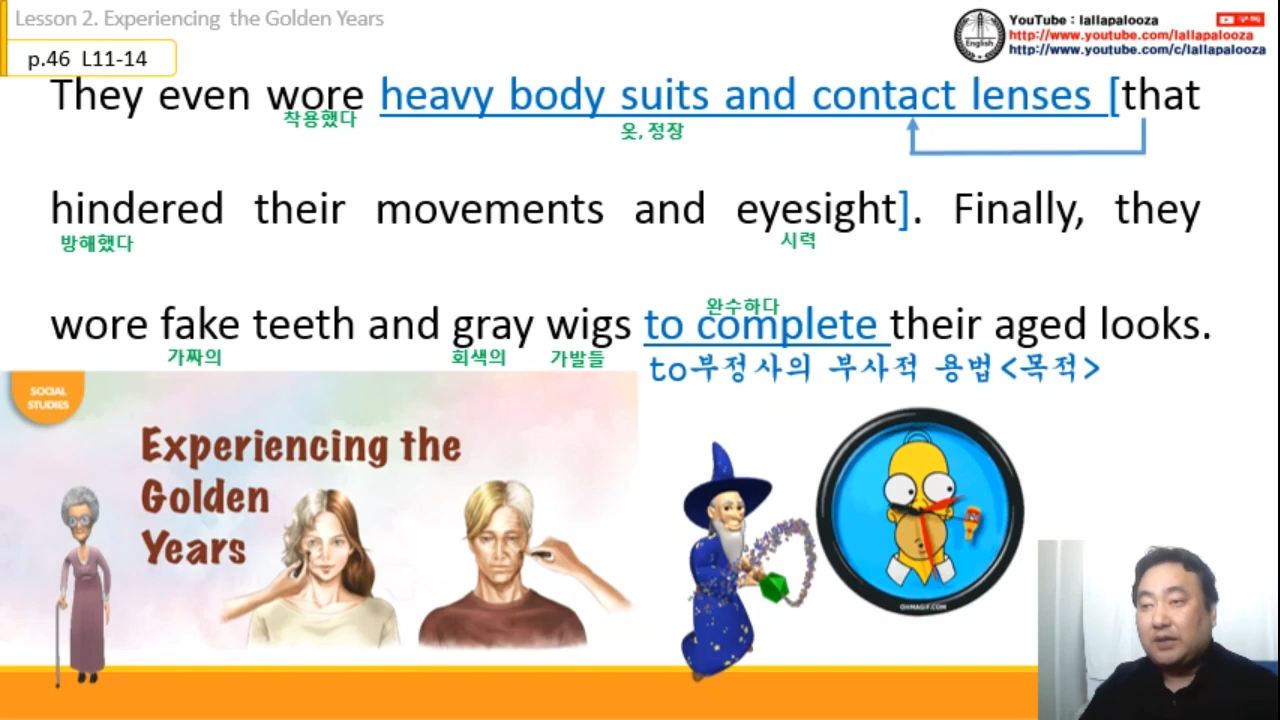 Lesson 2. Experiencing the Golden Years
p.46 L11-14
English
YouTube : lallapalooza
http://www.youtube.com/lallapalooza
http://www.youtube.com/c/lallapalooza
They even wore heavy body suits and contact lenses [that
착용했다
옷, 정장
hindered their movements and eyesight]. Finally, they
방해했다
시력
완수하다
wore fake teeth and gray wigs to complete their aged looks.
가짜의
회색의
가발들
to부정사의 부사적 용법<목적>
SOCIAL
STUDIES
Experiencing the
Golden
Years
OHMAGIF.COM